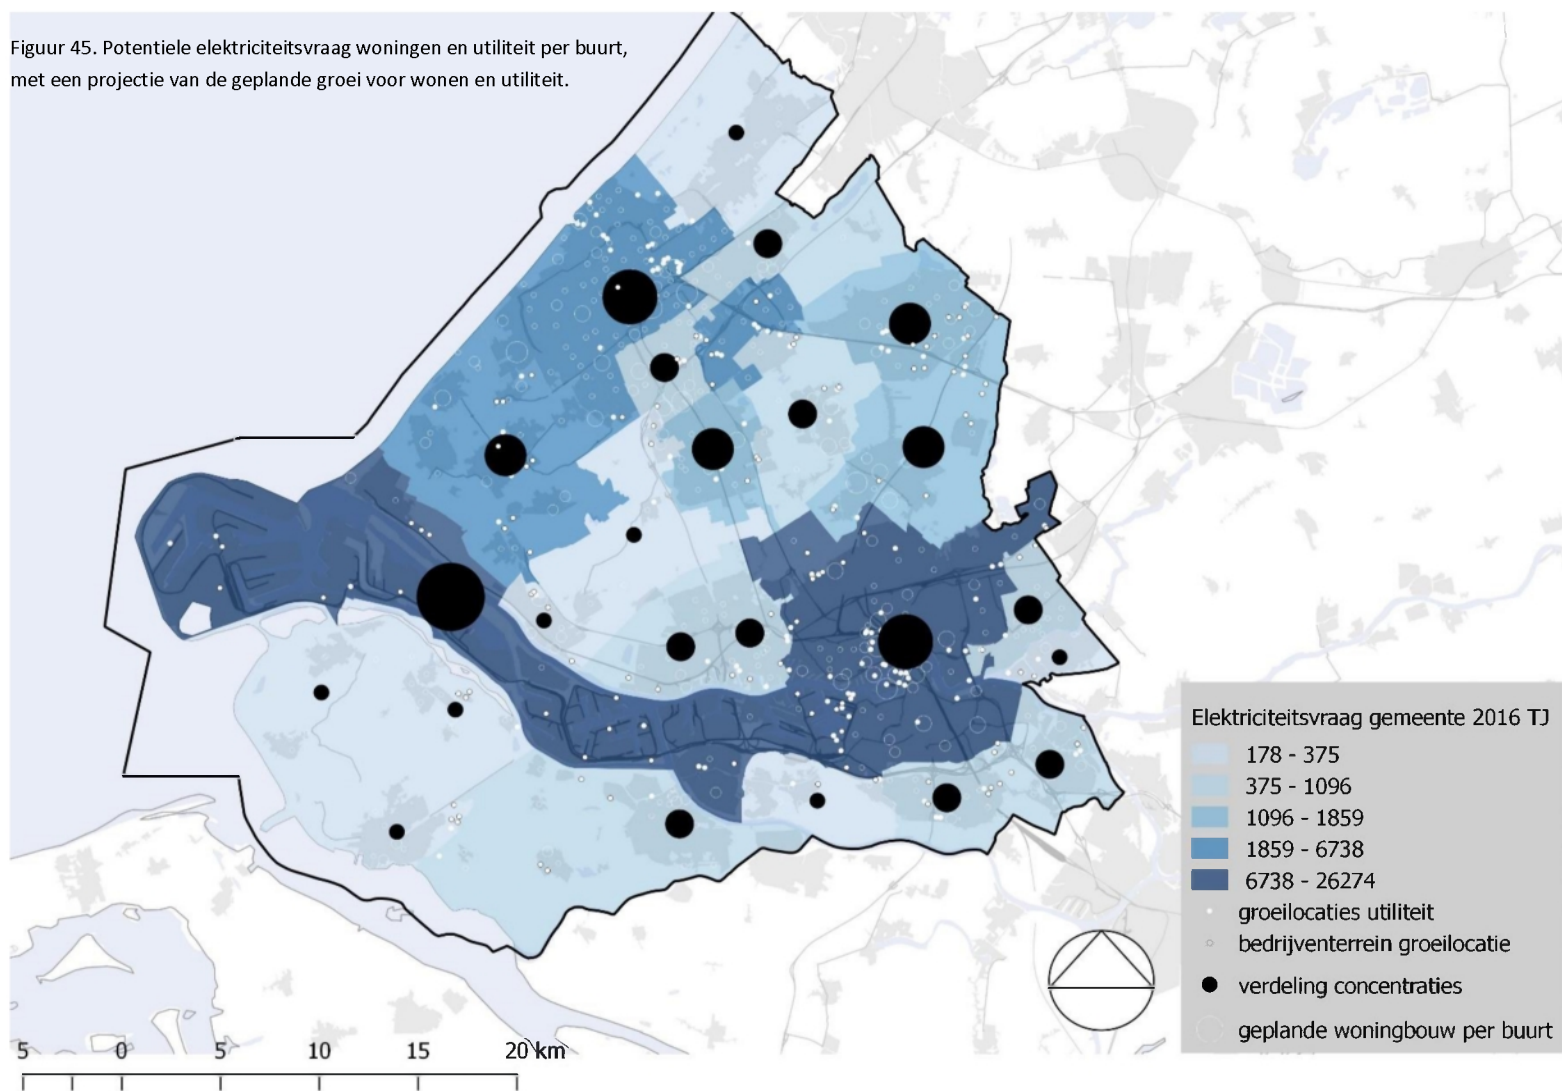 Figuur 45. Potentiele elektriciteitsvraag woningen en utiliteit per buurt,
met een projectie van de geplande groei voor wonen en utiliteit.
Elektriciteitsvraag gemeente 2016 TJ
178 - 375
375 - 1096
1096 - 1859
1859 - 6738
6738 - 26274
groeilocaties utiliteit
bedrijventerrein groeilocatie
verdeling concentraties
geplande woningbouw per buurt
5 0 5 10 15 20 km